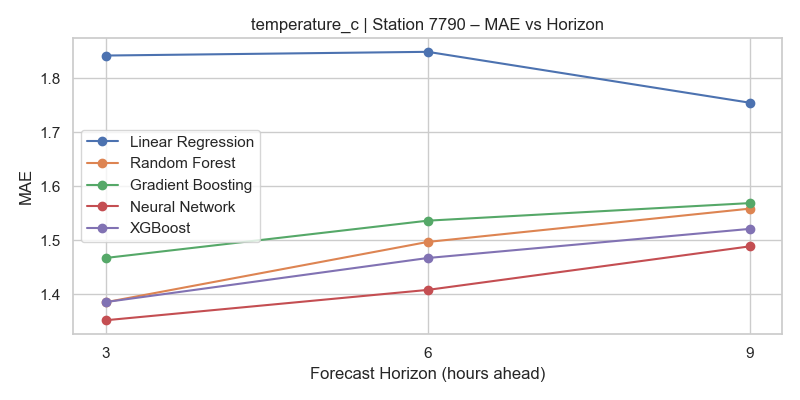 temperature_c | Station 7790 – MAE vs Horizon
1.8
1.7
1.6
1.5
1.4
MAE
Linear Regression
Random Forest
Gradient Boosting
Neural Network
XGBoost
3
6
9
Forecast Horizon (hours ahead)